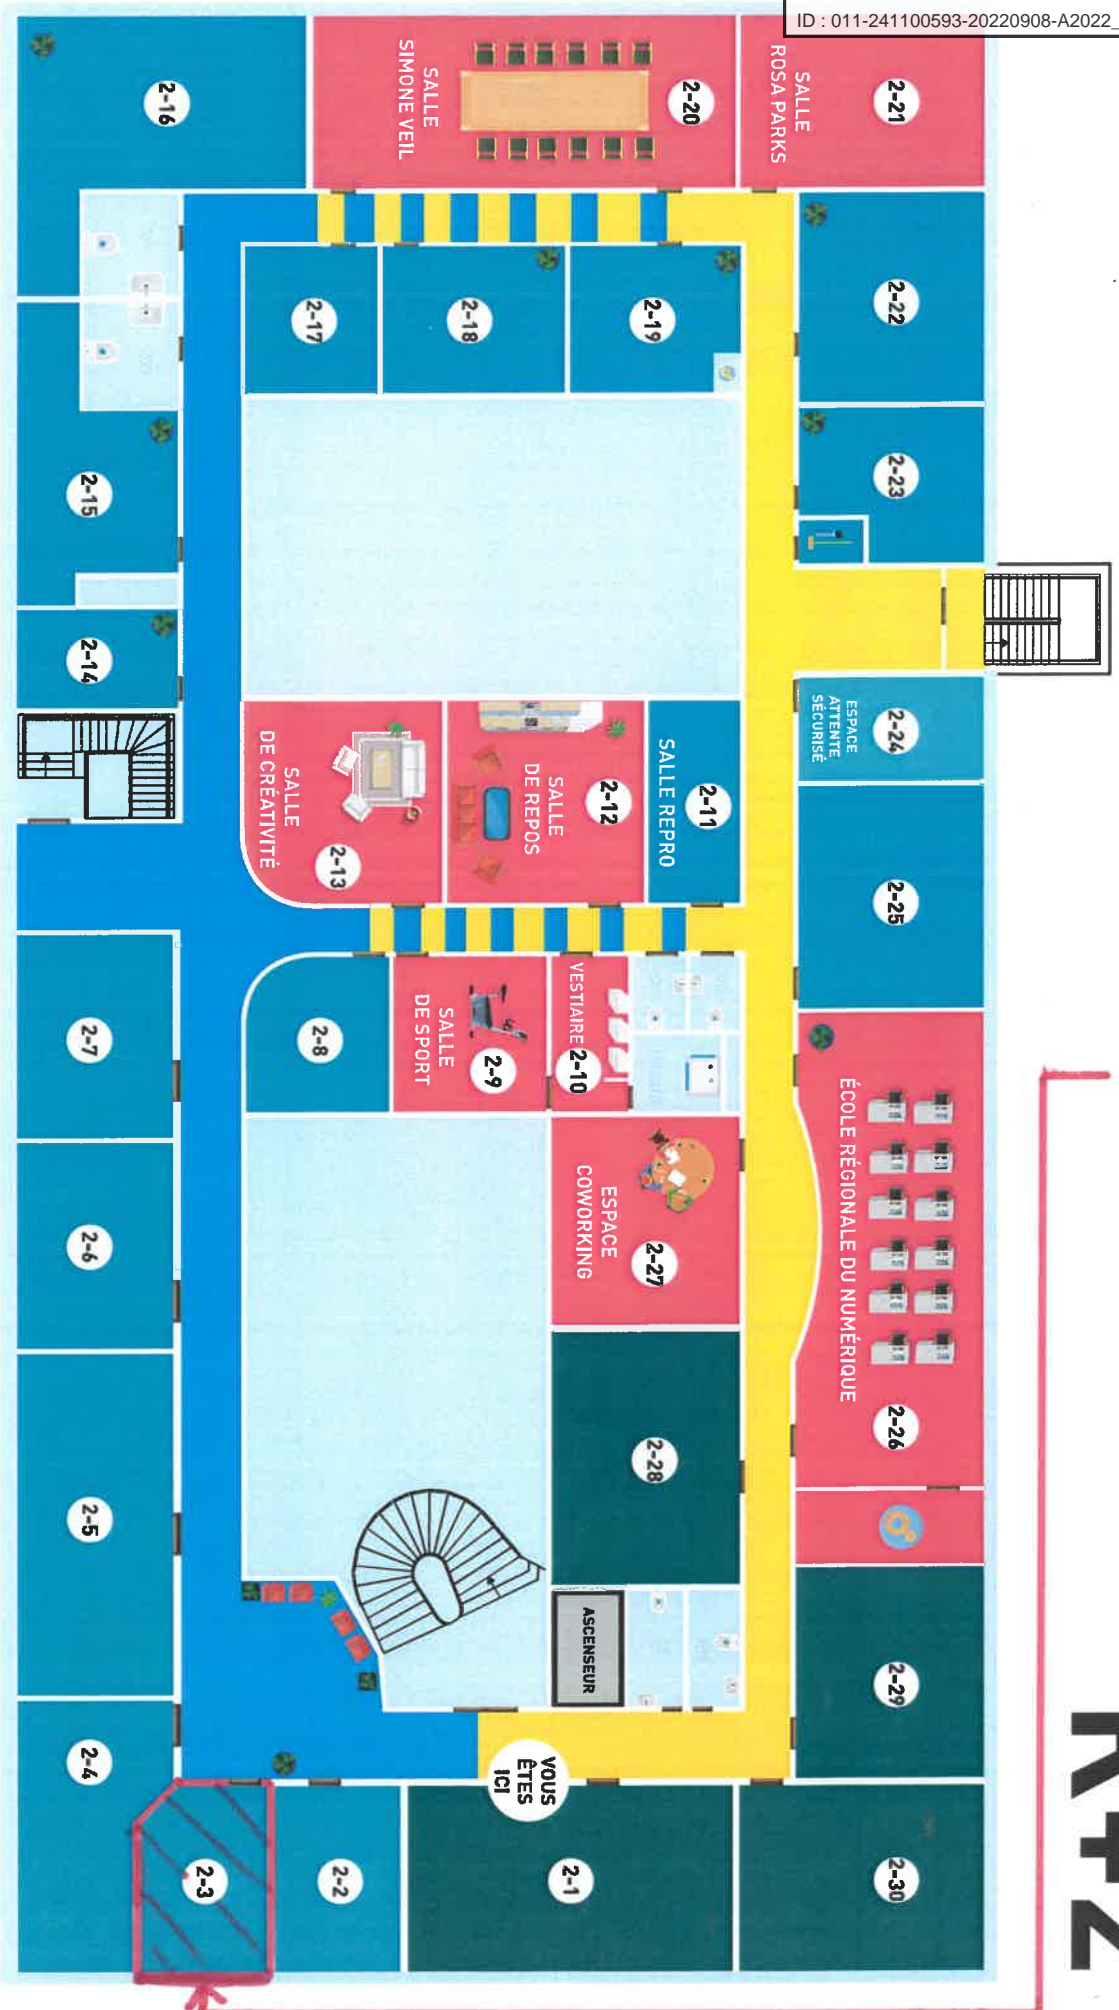 ID : 011-241100593-20220908-A2022_
R+2
2-21
SALLE
ROSA PARKS
2-20
SALLE
SIMONE VEIL
2-16
2-22
2-19
2-18
2-17
2-23
2-15
2-14
2-24
ESPACE
ATTENTE
SÉCURISÉ
2-11
SALLE REPRO
2-12
SALLE
DE REPOS
2-13
SALLE
DE CRÉATIVITÉ
2-25
2-10
VESTIAIRE
2-9
SALLE
DE SPORT
2-8
2-7
2-26
ÉCOLE RÉGIONALE DU NUMÉRIQUE
2-27
ESPACE
COWORKING
2-6
2-28
2-5
ASCENSEUR
2-29
2-4
VOUS
ÊTES
ICI
2-30
2-1
2-2
2-3